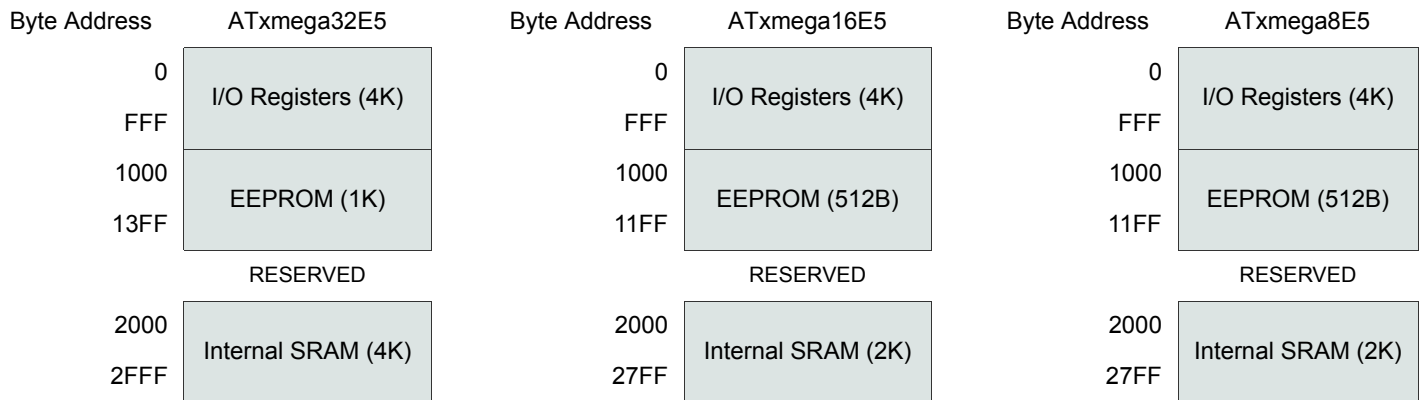 Byte Address ATxmega32E5 Byte Address ATxmega16E5 Byte Address ATxmega8E5
0 0 0
I/O Registers (4K) I/O Registers (4K) I/O Registers (4K)
FFF FFF FFF
1000 1000 1000
EEPROM (1K) EEPROM (512B) EEPROM (512B)
13FF 11FF 11FF
RESERVED RESERVED RESERVED
2000 2000 2000
Internal SRAM (4K) Internal SRAM (2K) Internal SRAM (2K)
2FFF 27FF 27FF